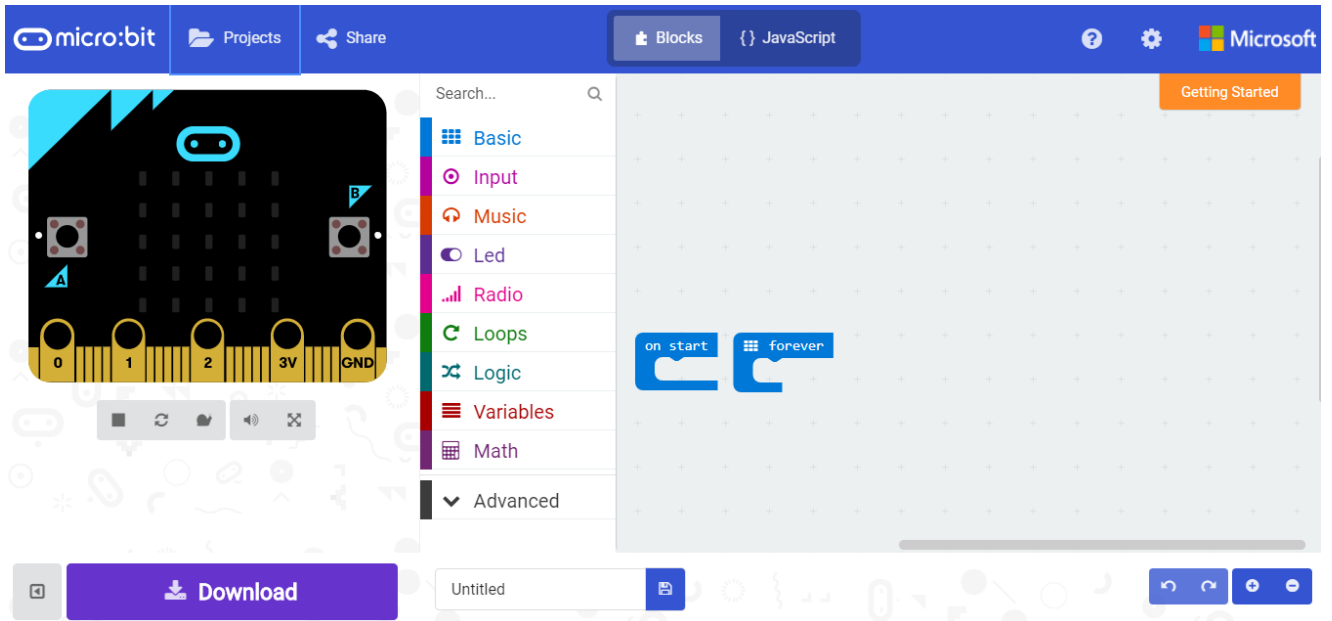 micro:bit
Projects
Share
Blocks
{} JavaScript
Microsoft
Getting Started
B
A
0 1 2 3V GND
Search...
Basic
Input
Music
Led
Radio
Loops
Logic
Variables
Math
Advanced
on start
forever
Download
Untitled